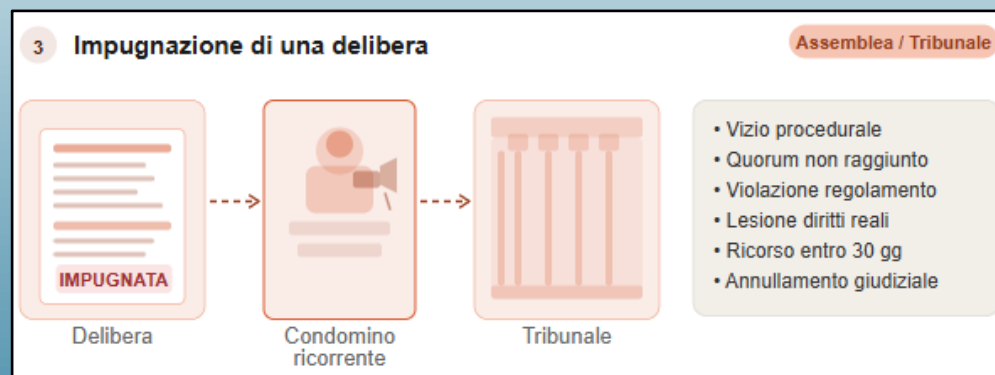 3 Impugnazione di una delibera
Assemblea / Tribunale
IMPUGNATA
Delibera
Condomino
ricorrente
Tribunale
• Vizio procedurale
• Quorum non raggiunto
• Violazione regolamento
• Lesione diritti reali
• Ricorso entro 30 gg
• Annullamento giudiziale